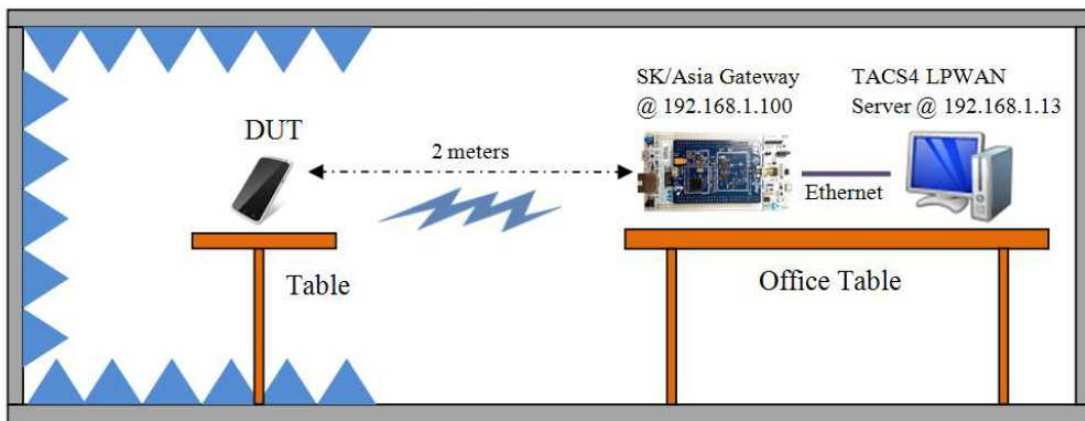 SK/Asia Gateway
@ 192.168.1.100
TACS4 LPWAN
Server @ 192.168.1.13
DUT
2 meters
Ethernet
Table
Office Table